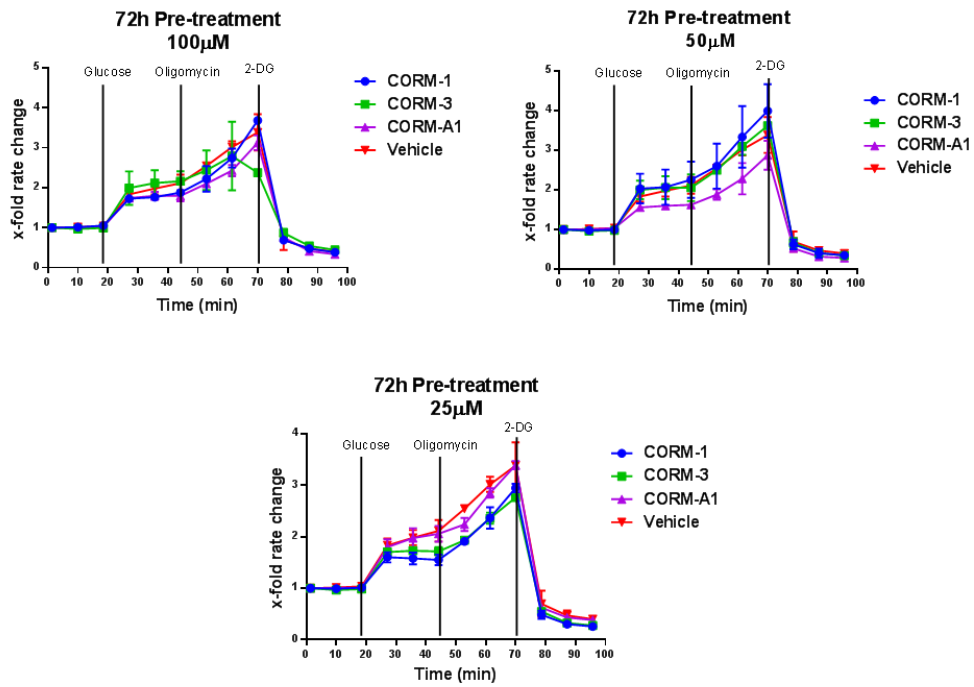 72h Pre-treatment
100µM
Glucose Oligomycin 2-DG
5
4
3
2
1
0
x-fold rate change
0 10 20 30 40 50 60 70 80 90 100
Time (min)
CORM-1
CORM-3
CORM-A1
Vehicle
72h Pre-treatment
50µM
Glucose Oligomycin 2-DG
5
4
3
2
1
0
x-fold rate change
0 10 20 30 40 50 60 70 80 90 100
Time (min)
CORM-1
CORM-3
CORM-A1
Vehicle
72h Pre-treatment
25µM
Glucose Oligomycin 2-DG
4
3
2
1
0
x-fold rate change
0 10 20 30 40 50 60 70 80 90 100
Time (min)
CORM-1
CORM-3
CORM-A1
Vehicle